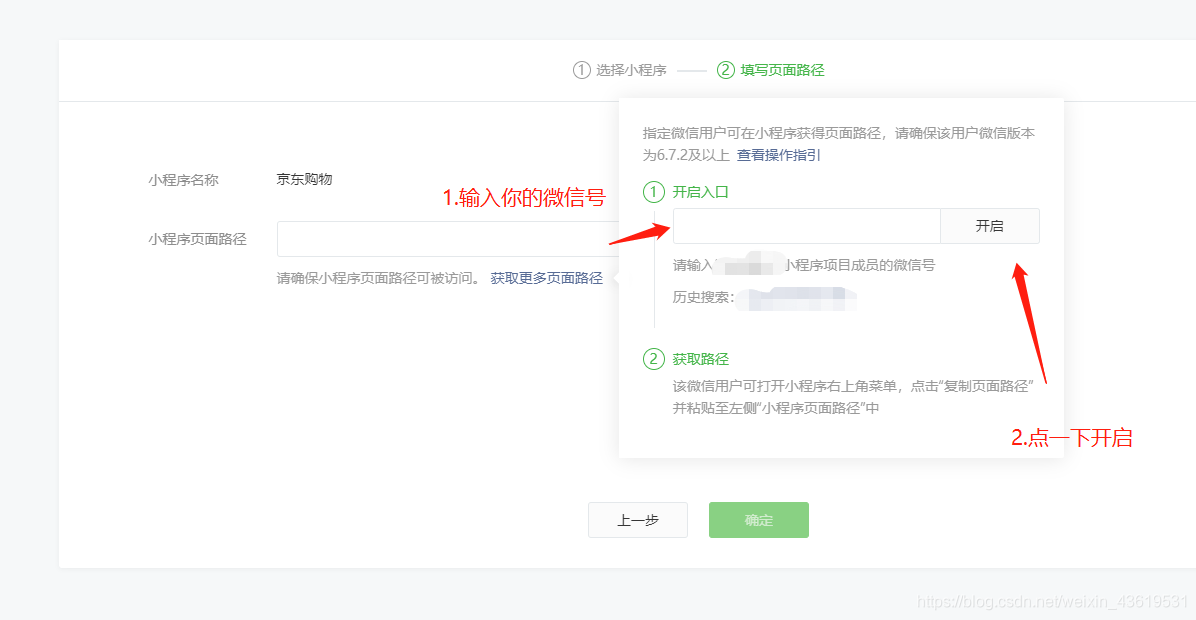 ① 选择小程序 —— ② 填写页面路径
指定微信用户可在小程序获得页面路径，请确保该用户微信版本
为6.7.2及以上 查看操作指引
小程序名称 京东购物
1.输入你的微信号
① 开启入口
小程序页面路径
开启
请输入 小程序项目成员的微信号
请确保小程序页面路径可被访问。 获取更多页面路径
历史搜索：
② 获取路径
该微信用户可打开小程序右上角菜单，点击“复制页面路径”
并粘贴至左侧“小程序页面路径”中
2.点一下开启
上一步 确定
https://blog.csdn.net/weixin_43619531